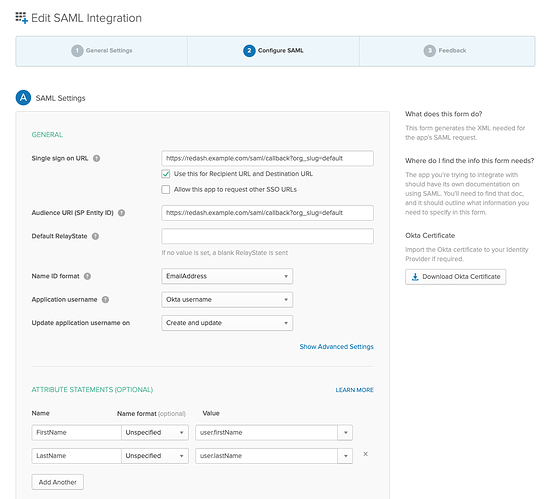 Edit SAML Integration
1 General Settings
2 Configure SAML
3 Feedback
A SAML Settings
GENERAL
Single sign on URL ?
https://redash.example.com/saml/callback?org_slug=default
Use this for Recipient URL and Destination URL
Allow this app to request other SSO URLs
Audience URI (SP Entity ID) ?
https://redash.example.com/saml/callback?org_slug=default
Default RelayState ?
If no value is set, a blank RelayState is sent
Name ID format ?
EmailAddress
Application username ?
Okta username
Update application username on
Create and update
Show Advanced Settings
ATTRIBUTE STATEMENTS (OPTIONAL)
LEARN MORE
Name Name format (optional) Value
FirstName Unspecified user.firstName
LastName Unspecified user.lastName
Add Another
What does this form do?
This form generates the XML needed for
the app's SAML request.
Where do I find the info this form needs?
The app you're trying to integrate with
should have its own documentation on
using SAML. You'll need to find that doc,
and it should outline what information you
need to specify in this form.
Okta Certificate
Import the Okta certificate to your Identity
Provider if required.
Download Okta Certificate